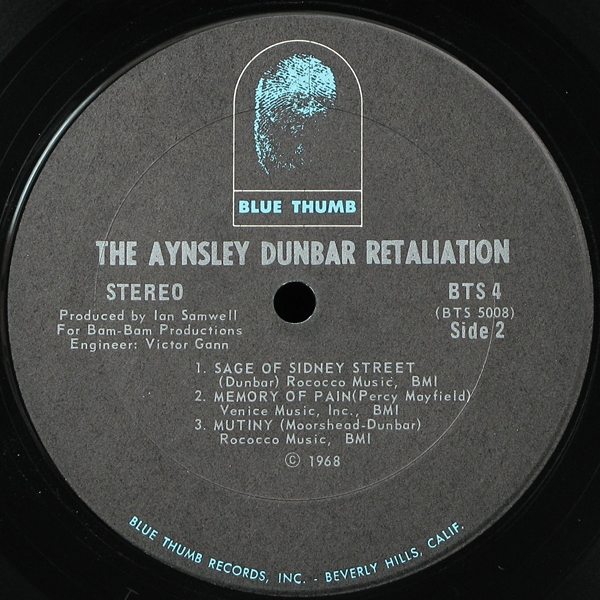 BLUE THUMB
THE AYNSLEY DUNBAR RETALIATION
STEREO
BTS 4
(BTS 5008)
Side 2
Produced by Ian Samwell
For Bam-Bam Productions
Engineer: Victor Gann
1. SAGE OF SIDNEY STREET
(Dunbar) Rococco Music, BMI
2. MEMORY OF PAIN(Percy Mayfield)
Venice Music, Inc., BMI
3. MUTINY (Moorshead-Dunbar)
Rococco Music, BMI
© 1968
BLUE THUMB RECORDS, INC. - BEVERLY HILLS, CALIF.